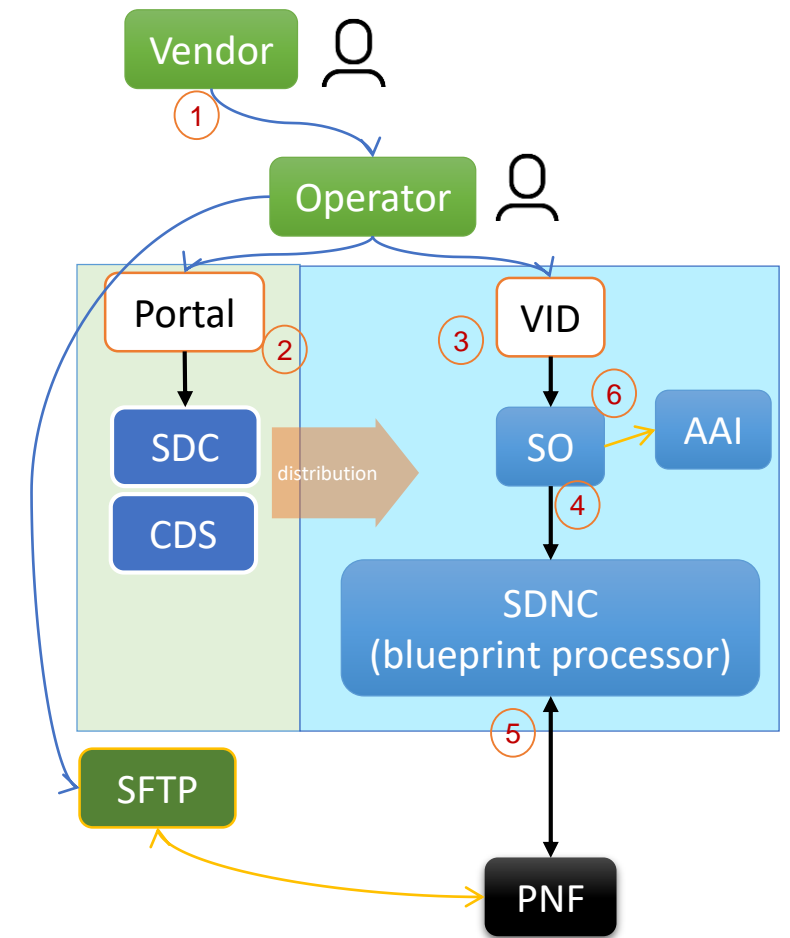 Vendor
1
Operator
Portal
2
VID
3
6
SDC
SO
AAI
distribution
4
CDS
SDNC
(blueprint processor)
5
SFTP
PNF